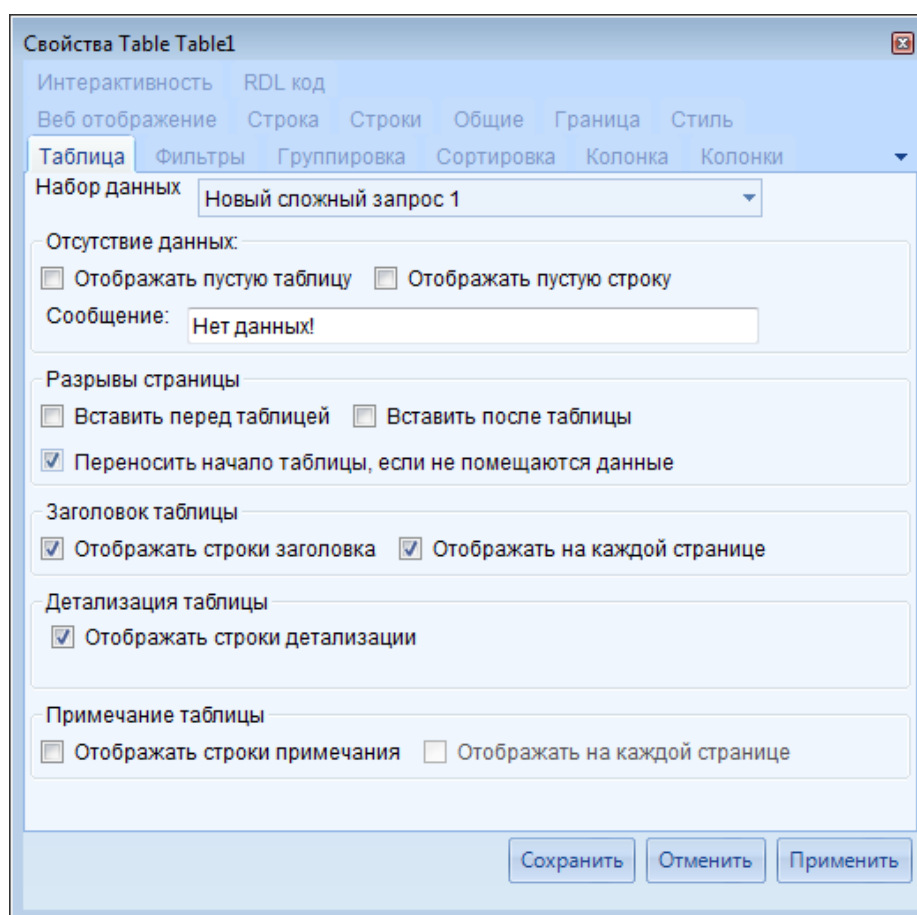 Свойства Table Table1
Интерактивность RDL код
Веб отображение Строка Строки Общие Граница Стиль
Таблица Фильтры Группировка Сортировка Колонка Колонки
Набор данных Новый сложный запрос 1
Отсутствие данных:
Отображать пустую таблицу Отображать пустую строку
Сообщение: Нет данных!
Разрывы страницы
Вставить перед таблицей Вставить после таблицы
Переносить начало таблицы, если не помещаются данные
Заголовок таблицы
Отображать строки заголовка Отображать на каждой странице
Детализация таблицы
Отображать строки детализации
Примечание таблицы
Отображать строки примечания Отображать на каждой странице
Сохранить Отменить Применить